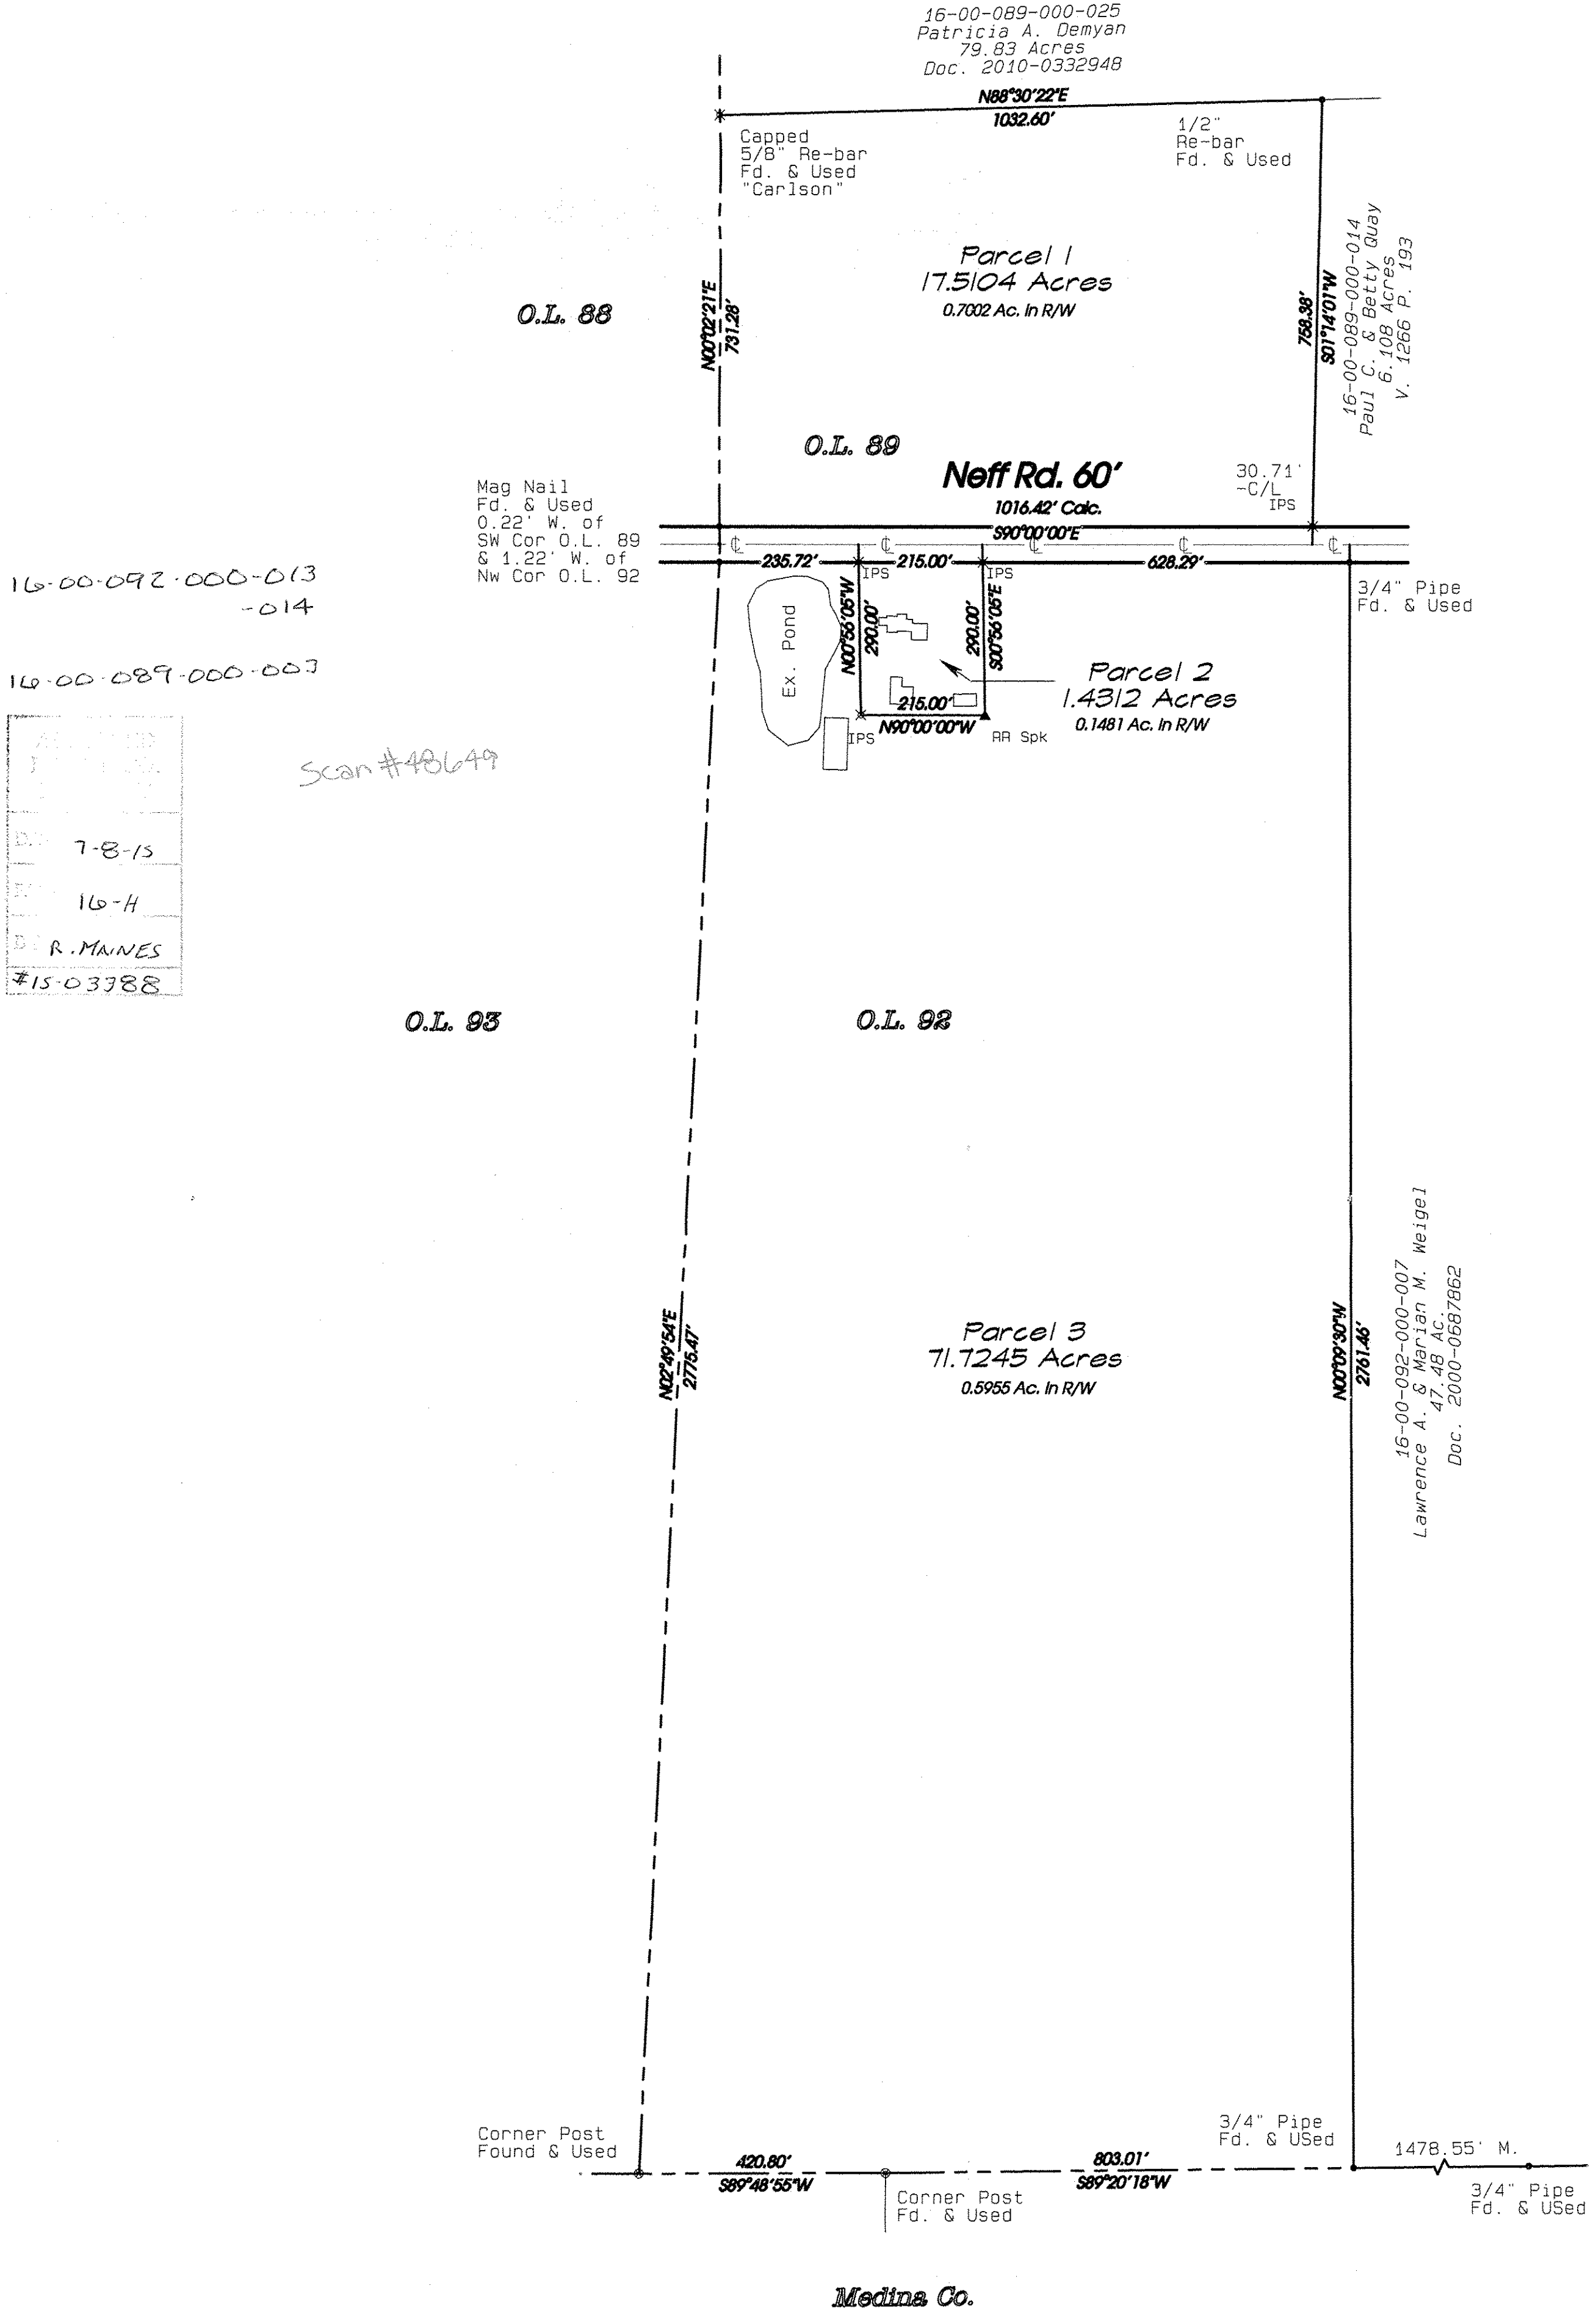 16-00-089-000-025
Patricia A. Demyan
79.83 Acres
Doc. 2010-0332948
N88°30'22"E
1032.60'
Capped
5/8" Re-bar
Fd. & Used
"Carlson"
1/2"
Re-bar
Fd. & Used
Parcel 1
17.5104 Acres
0.7002 Ac. In R/W
O.L. 88
N00°02'21"E
731.28'
758.38'
S01°14'01"W
16-00-089-000-014
Paul C. & Betty Quay
6.108 Acres
V. 1266 P. 193
O.L. 89
Neff Rd. 60'
1016.42' Calc.
S90°00'00"E
30.71'
-C/L
IPS
Mag Nail
Fd. & Used
0.22' W. of
SW Cor O.L. 89
& 1.22' W. of
Nw Cor O.L. 92
℄ ℄ ℄ ℄ ℄
235.72' 215.00' 628.29'
IPS IPS
3/4" Pipe
Fd. & Used
16-00-092-000-013
-014
16-00-089-000-003
Ex. Pond
N00°56'05"W
290.00'
290.00'
S00°56'05"E
Parcel 2
1.4312 Acres
0.1481 Ac. In R/W
215.00'
N90°00'00"W
IPS
RR Spk
Scan #48649
7-8-15
16-H
R. MAINES
#15-03388
O.L. 93
O.L. 92
N02°49'54"E
2775.47'
Parcel 3
71.7245 Acres
0.5955 Ac. In R/W
N00°09'30"W
2761.46'
16-00-092-000-007
Lawrence A. & Marian M. Weigel
47.48 Ac.
Doc. 2000-0687862
Corner Post
Found & Used
420.80'
S89°48'55"W
Corner Post
Fd. & Used
803.01'
S89°20'18"W
3/4" Pipe
Fd. & USed
1478.55' M.
3/4" Pipe
Fd. & USed
Medina Co.